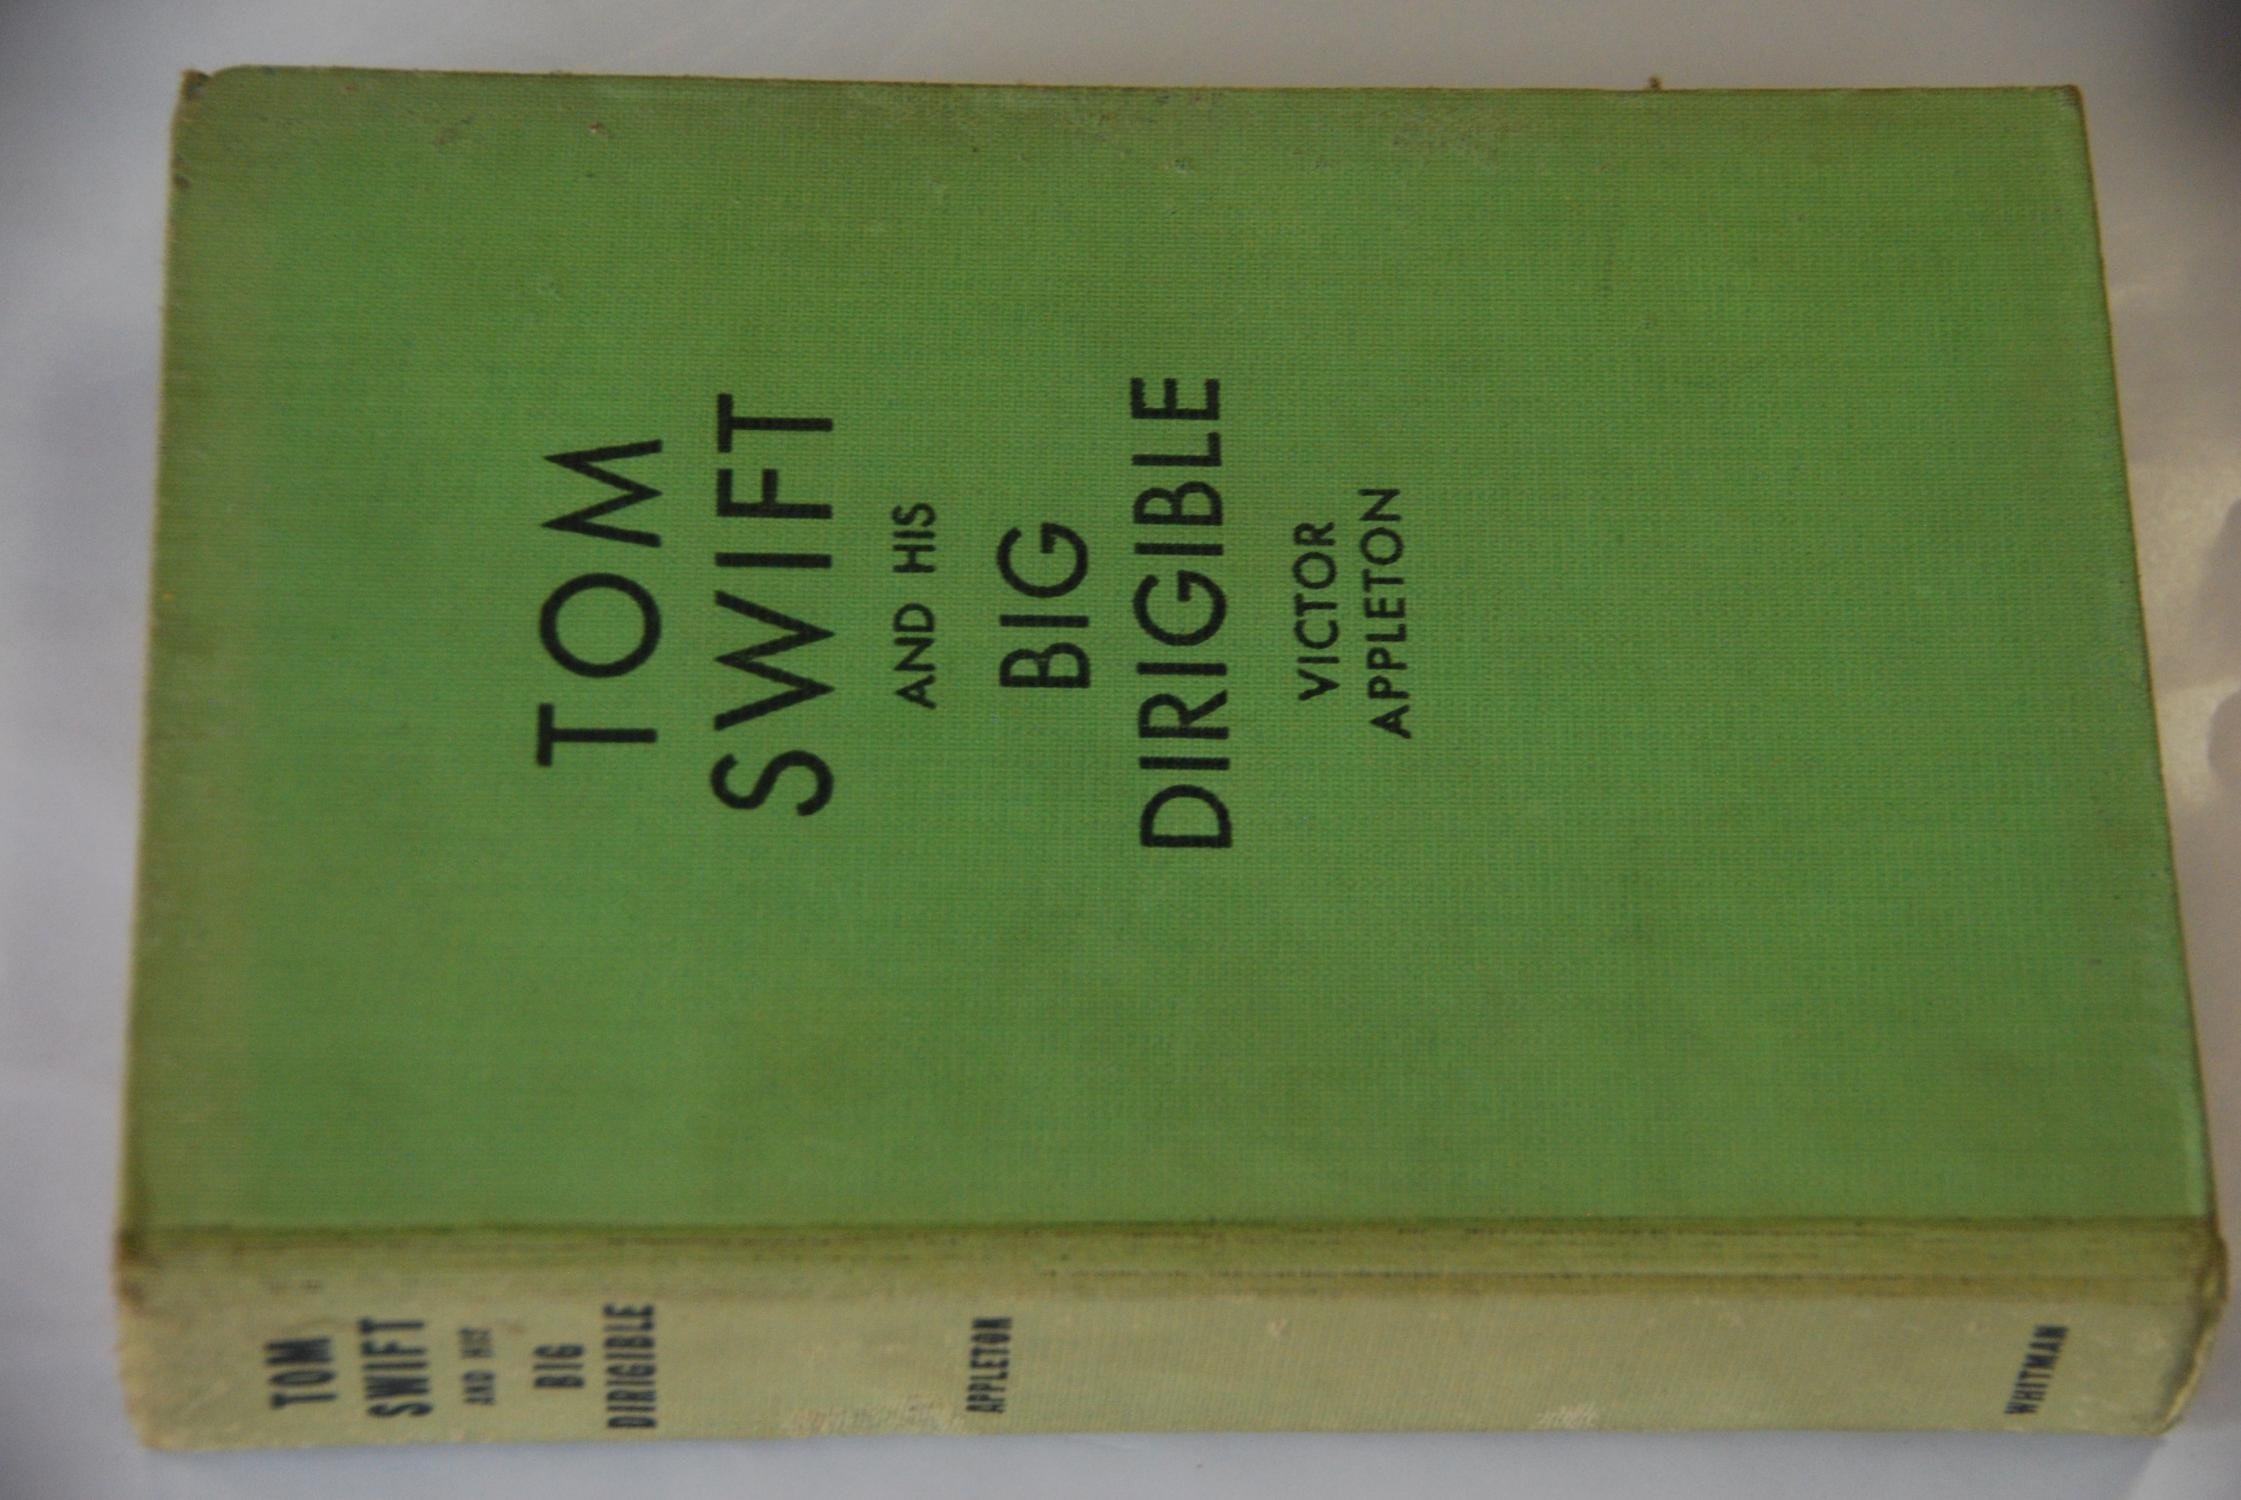 TOM
SWIFT
AND HIS
BIG
DIRIGIBLE
VICTOR
APPLETON
TOM
SWIFT
AND HIS
BIG
DIRIGIBLE
APPLETON
WHITMAN